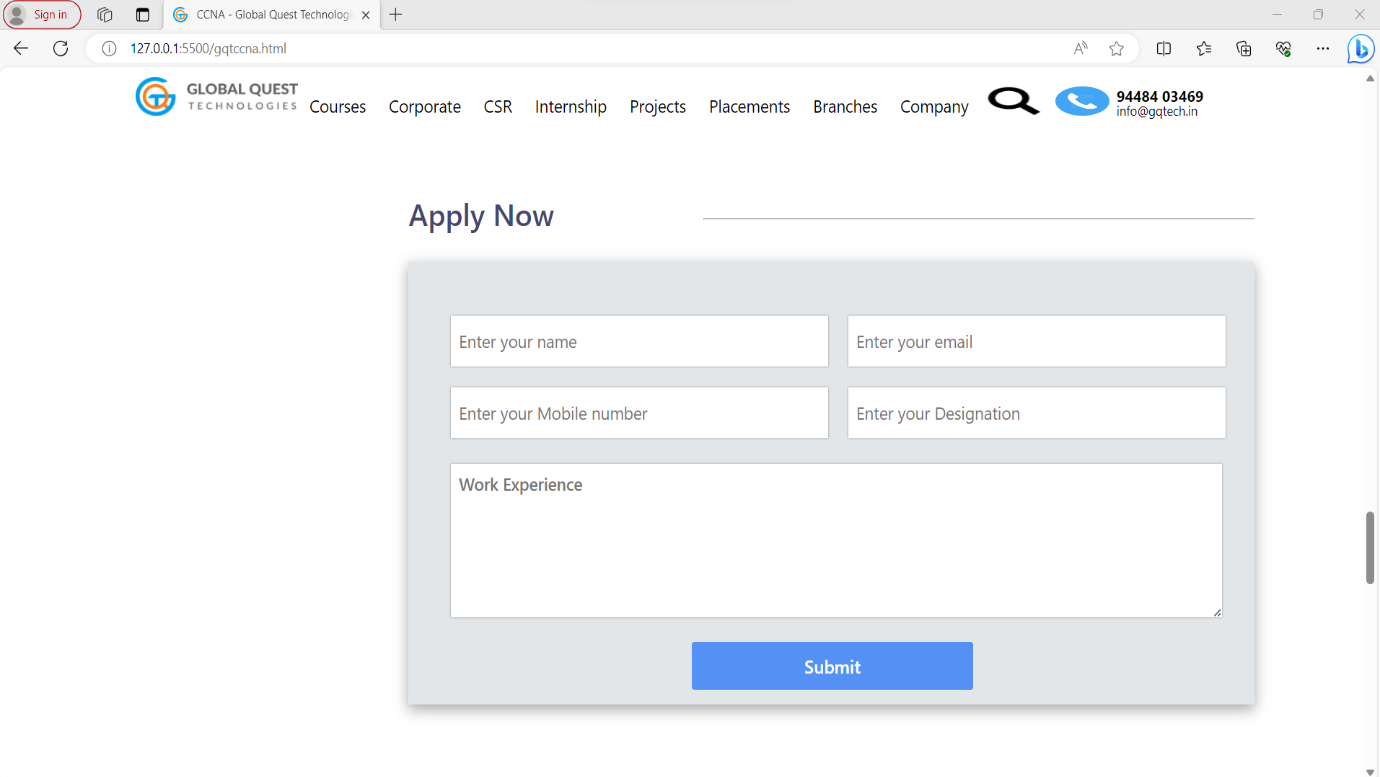 Sign in
CCNA - Global Quest Technologi
127.0.0.1:5500/gqtccna.html
GLOBAL QUEST
TECHNOLOGIES
Courses Corporate CSR Internship Projects Placements Branches Company
94484 03469
info@gqtech.in
Apply Now
Enter your name Enter your email
Enter your Mobile number Enter your Designation
Work Experience
Submit